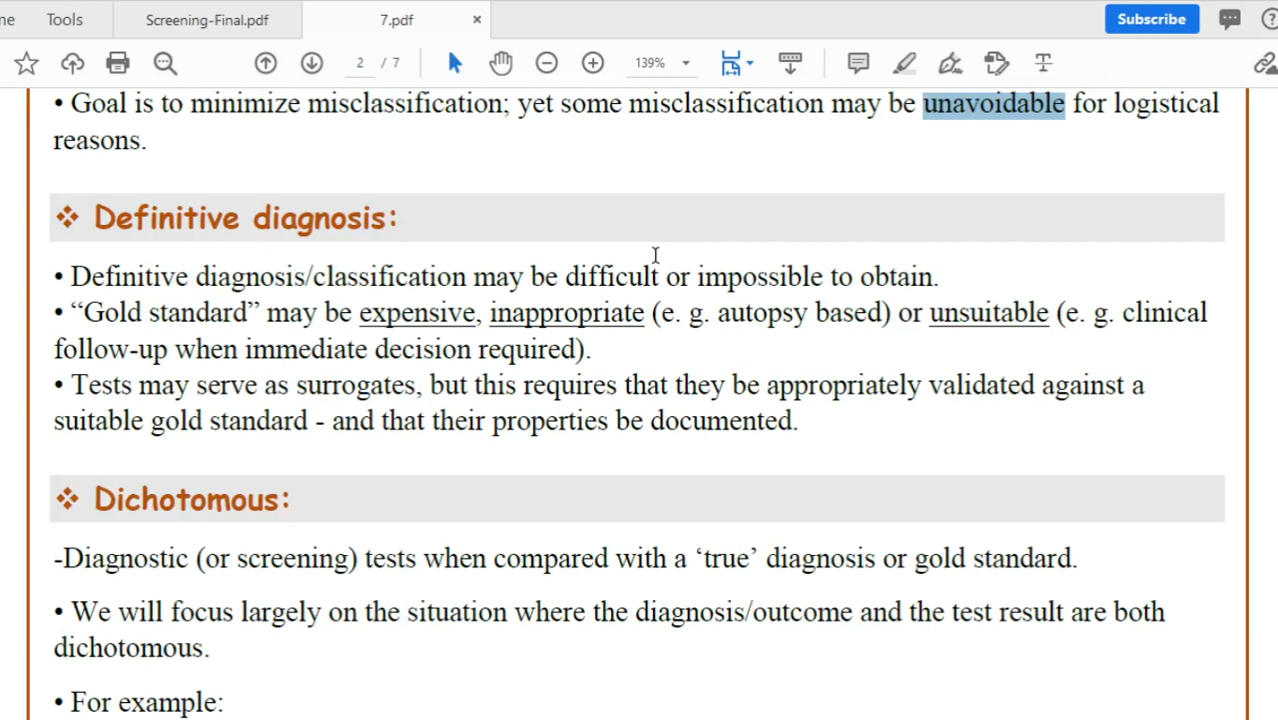 me Tools Screening-Final.pdf 7.pdf × Subscribe
2 / 7 139%
• Goal is to minimize misclassification; yet some misclassification may be unavoidable for logistical
reasons.
❖ Definitive diagnosis:
• Definitive diagnosis/classification may be difficult or impossible to obtain.
• “Gold standard” may be expensive, inappropriate (e. g. autopsy based) or unsuitable (e. g. clinical
follow-up when immediate decision required).
• Tests may serve as surrogates, but this requires that they be appropriately validated against a
suitable gold standard - and that their properties be documented.
❖ Dichotomous:
-Diagnostic (or screening) tests when compared with a ‘true’ diagnosis or gold standard.
• We will focus largely on the situation where the diagnosis/outcome and the test result are both
dichotomous.
• For example: